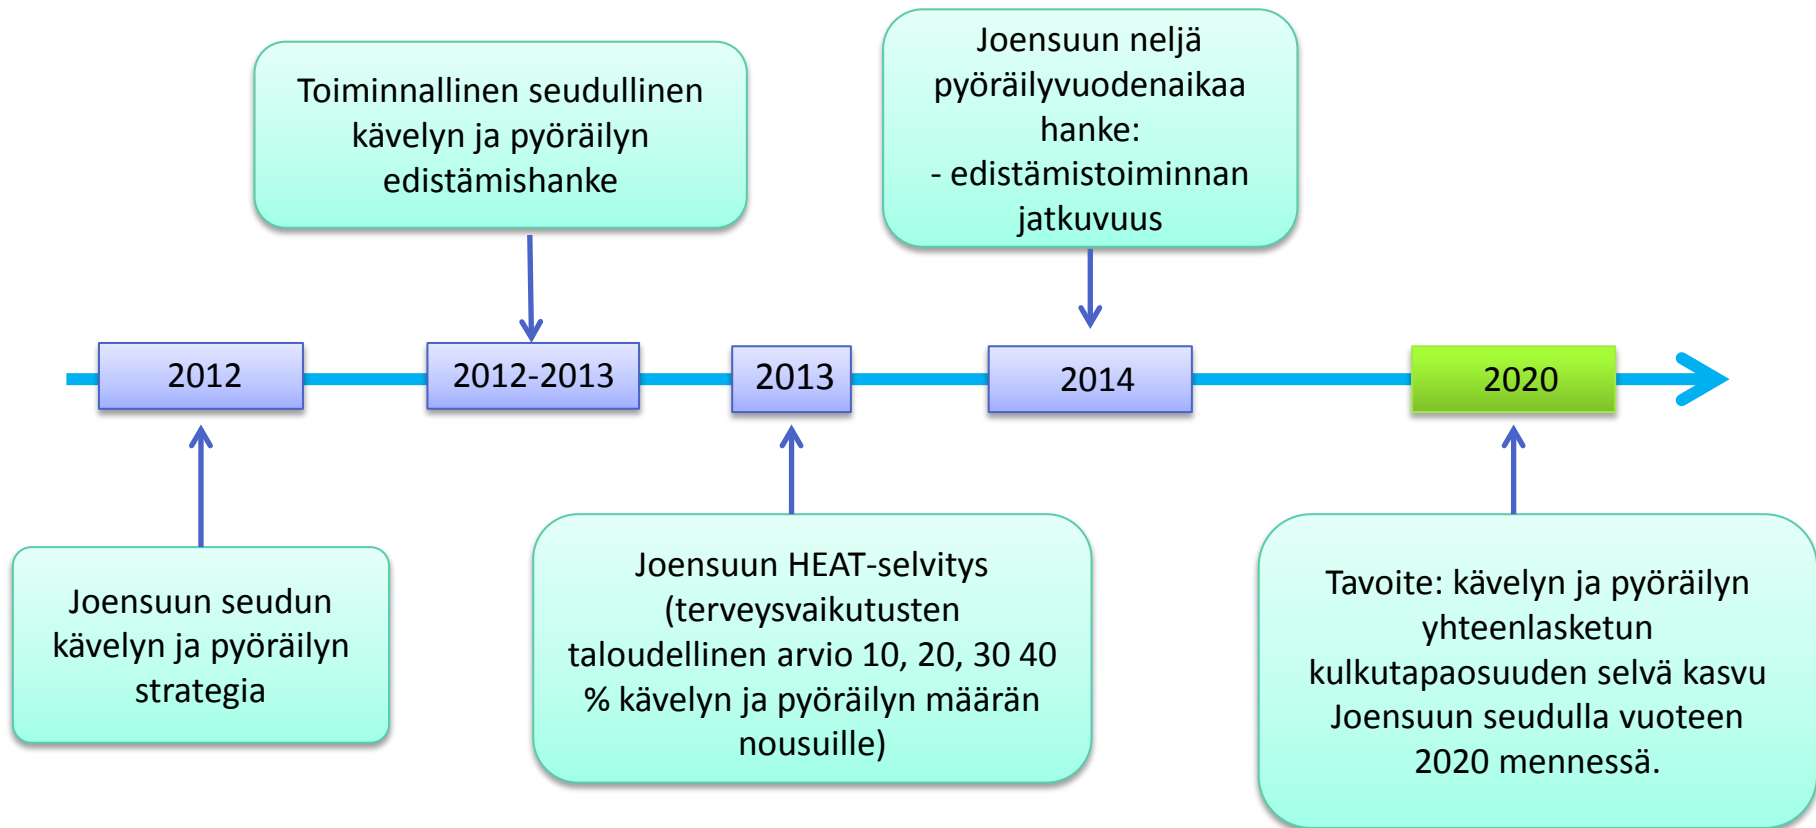 Toiminnallinen seudullinen
kävelyn ja pyöräilyn
edistämishanke
Joensuun neljä
pyöräilyvuodenaikaa
hanke:
- edistämistoiminnan
jatkuvuus
2012
2012-2013
2013
2014
2020
Joensuun seudun
kävelyn ja pyöräilyn
strategia
Joensuun HEAT-selvitys
(terveysvaikutusten
taloudellinen arvio 10, 20, 30 40
% kävelyn ja pyöräilyn määrän
nousuille)
Tavoite: kävelyn ja pyöräilyn
yhteenlasketun
kulkutapaosuuden selvä kasvu
Joensuun seudulla vuoteen
2020 mennessä.